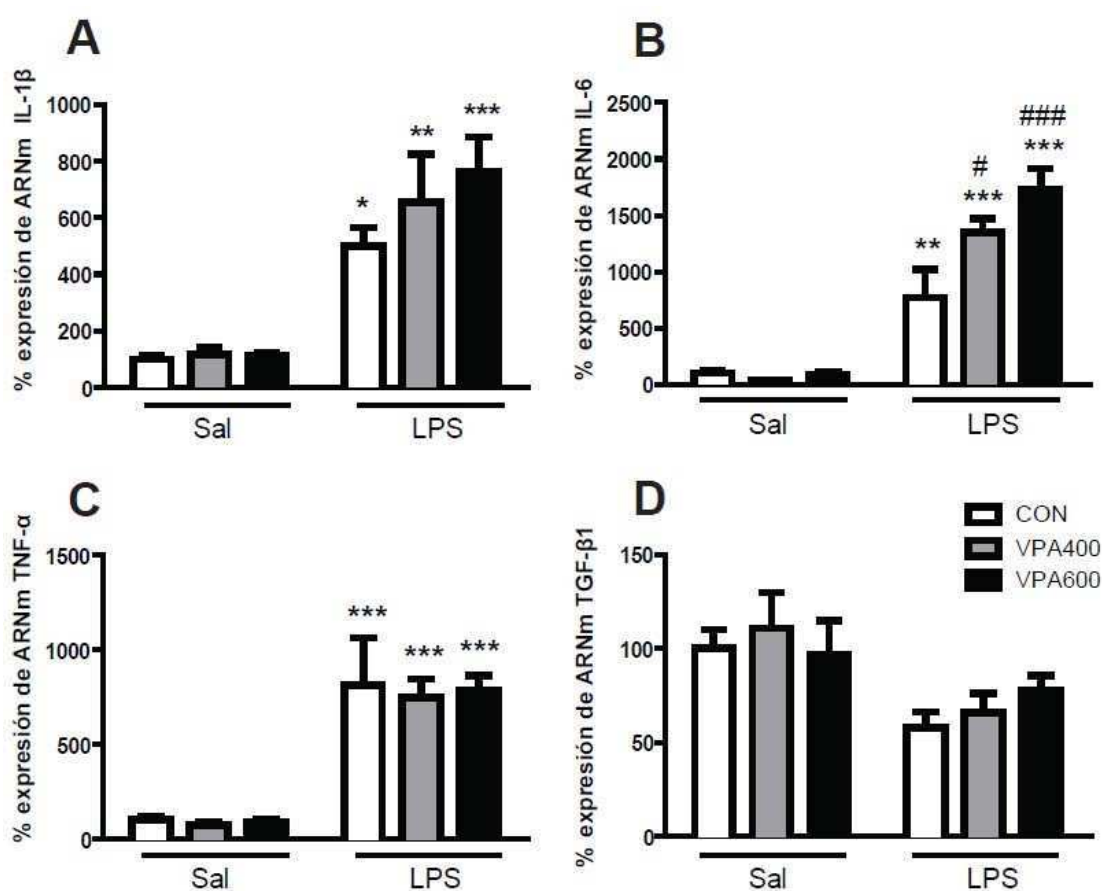 A
% expresión de ARNm IL-1β
1000
800
600
400
200
0
*
**
***
Sal
LPS
B
% expresión de ARNm IL-6
2500
2000
1500
1000
500
0
**
#
***
###
***
Sal
LPS
C
% expresión de ARNm TNF-α
1500
1000
500
0
***
***
***
Sal
LPS
D
% expresión de ARNm TGF-β1
150
100
50
0
CON
VPA400
VPA600
Sal
LPS